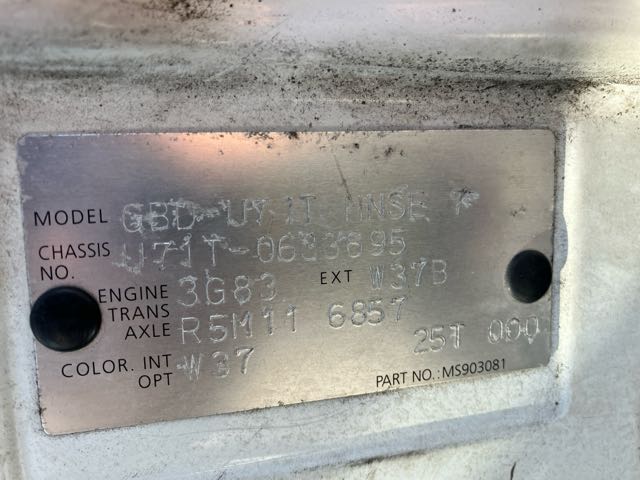 MODEL GBD-U71T
CHASSIS NO. U71T-0633695
ENGINE 3G83 EXT W37B
TRANS AXLE R5M11 6857
COLOR. INT OPT W37 25T 000
PART NO.: MS903081